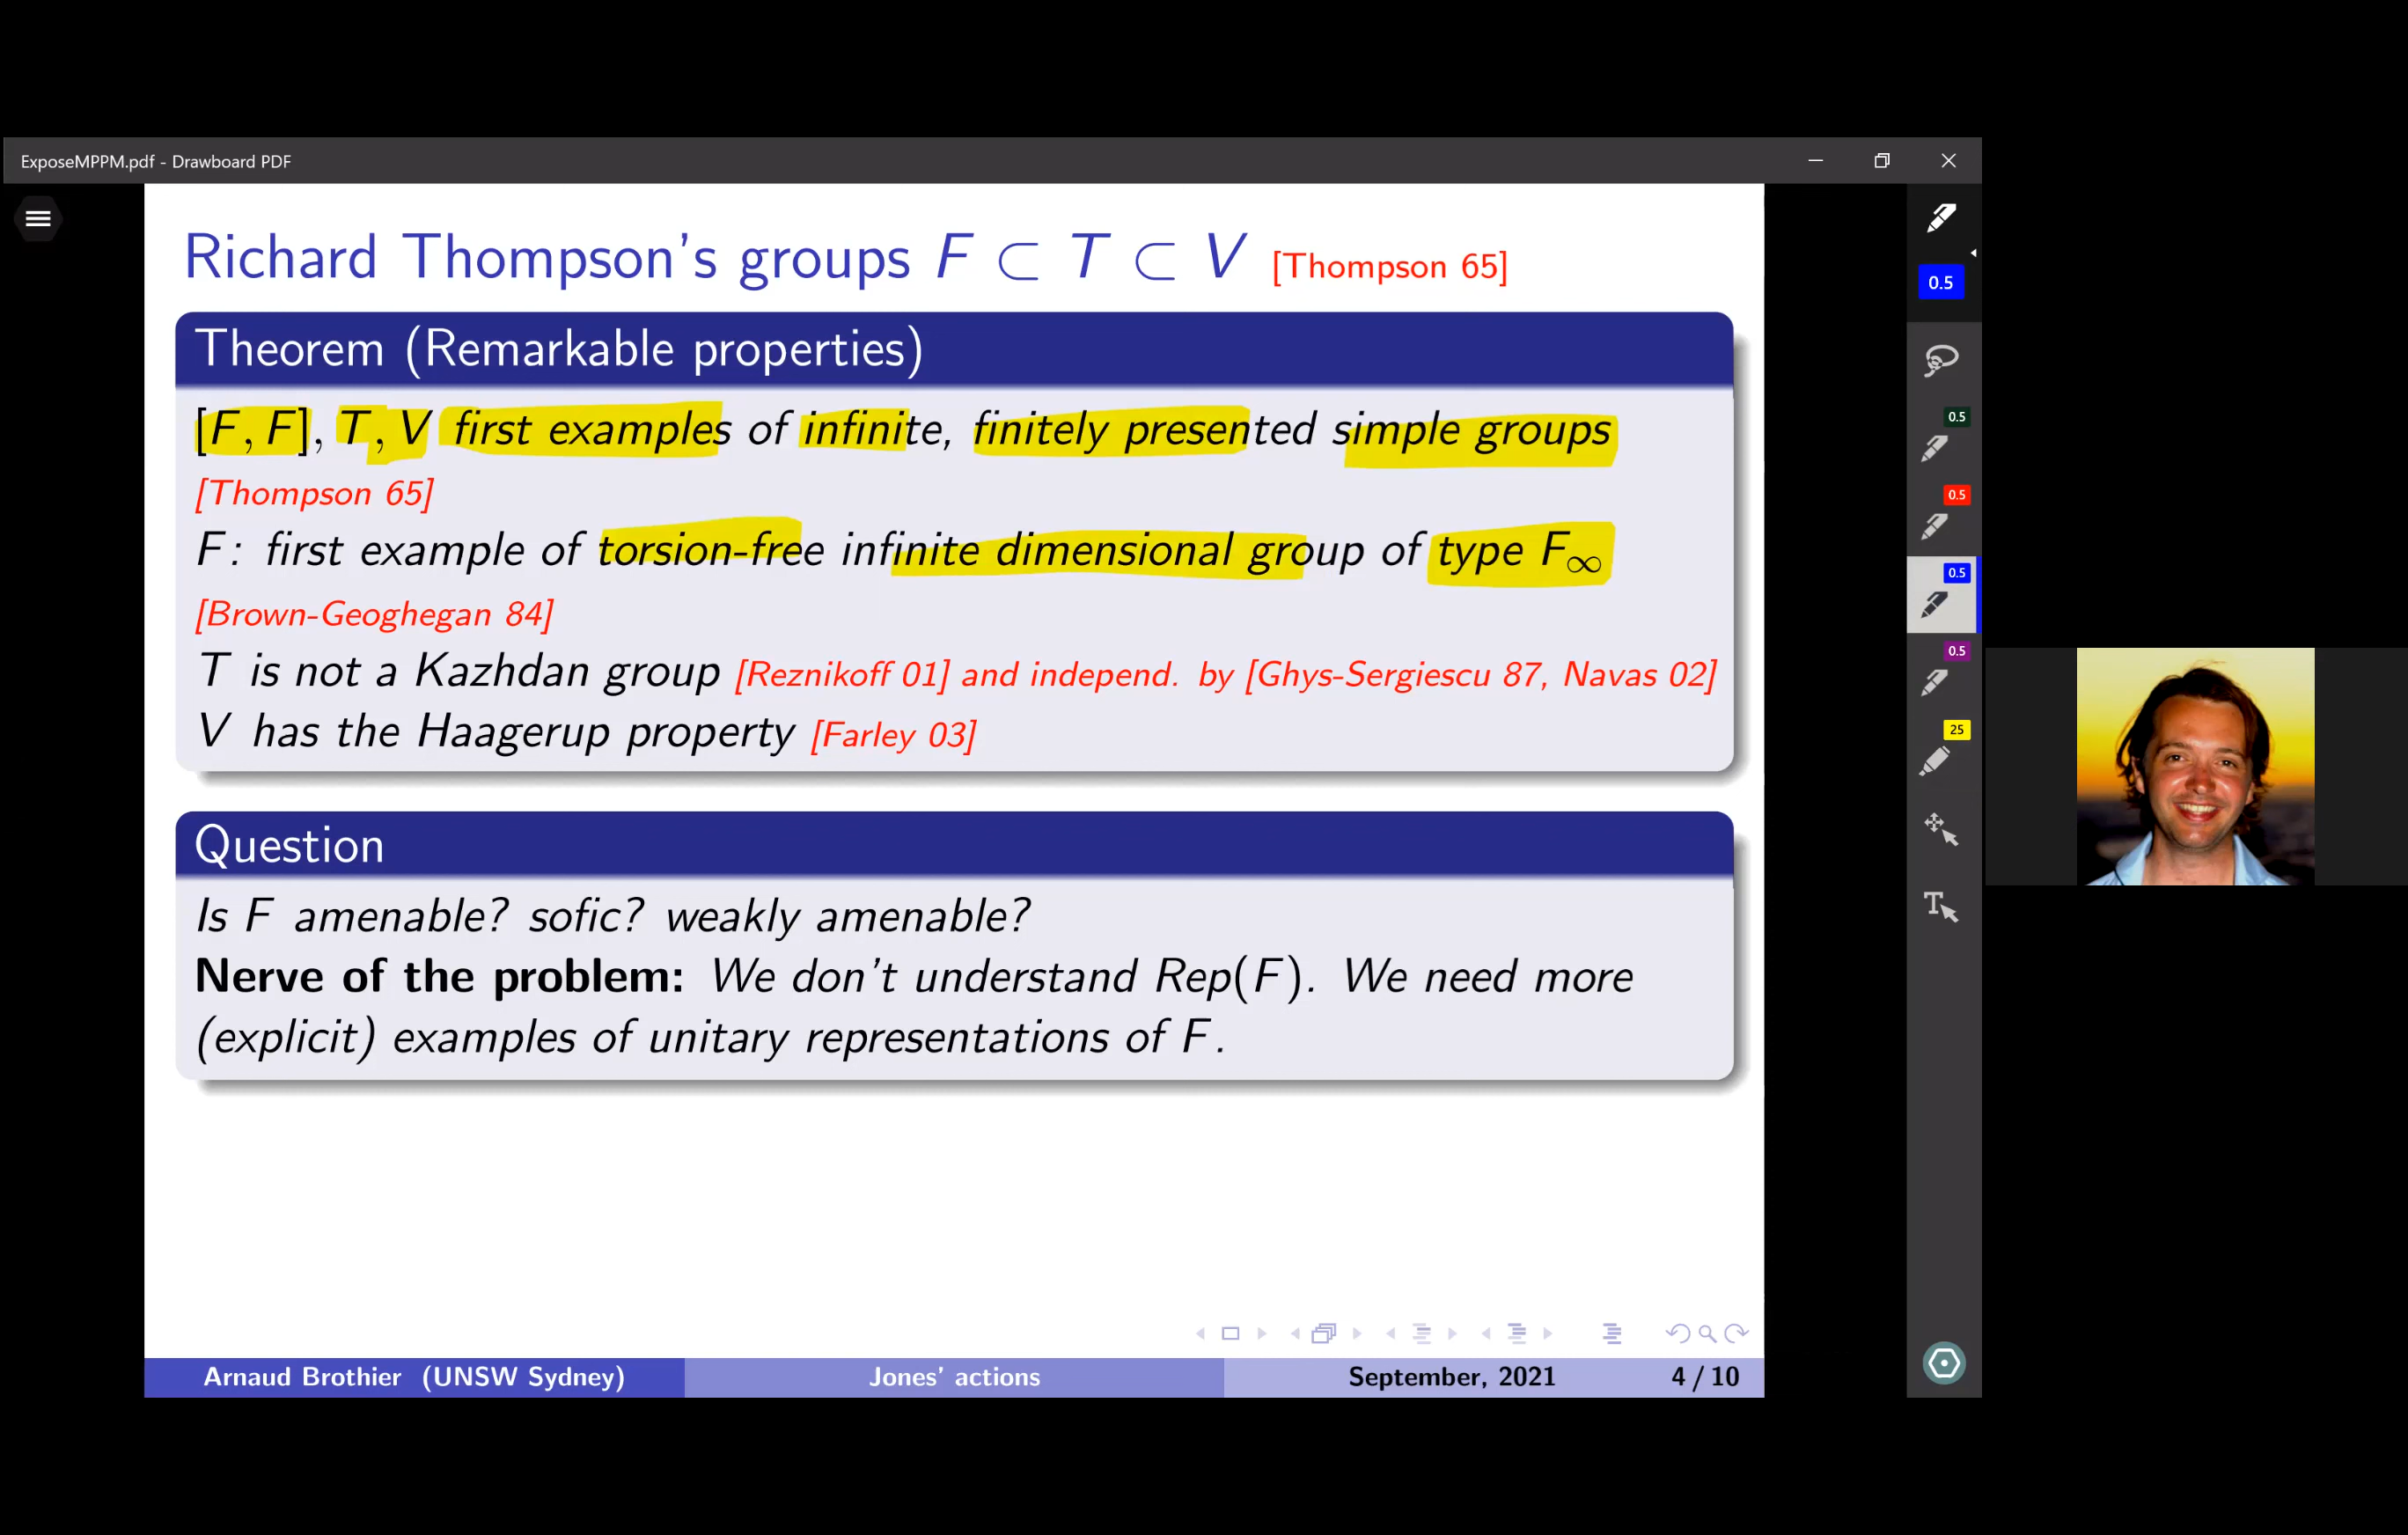 ExposeMPPM.pdf - Drawboard PDF
Richard Thompson's groups F ⊂ T ⊂ V [Thompson 65]
0.5
Theorem (Remarkable properties)
[F, F], T, V first examples of infinite, finitely presented simple groups
[Thompson 65]
F: first example of torsion-free infinite dimensional group of type F∞
[Brown-Geoghegan 84]
T is not a Kazhdan group [Reznikoff 01] and independ. by [Ghys-Sergiescu 87, Navas 02]
V has the Haagerup property [Farley 03]
0.5
0.5
0.5
0.5
25
Question
Is F amenable? sofic? weakly amenable?
Nerve of the problem: We don't understand Rep(F). We need more
(explicit) examples of unitary representations of F.
Arnaud Brothier (UNSW Sydney) Jones' actions September, 2021 4 / 10